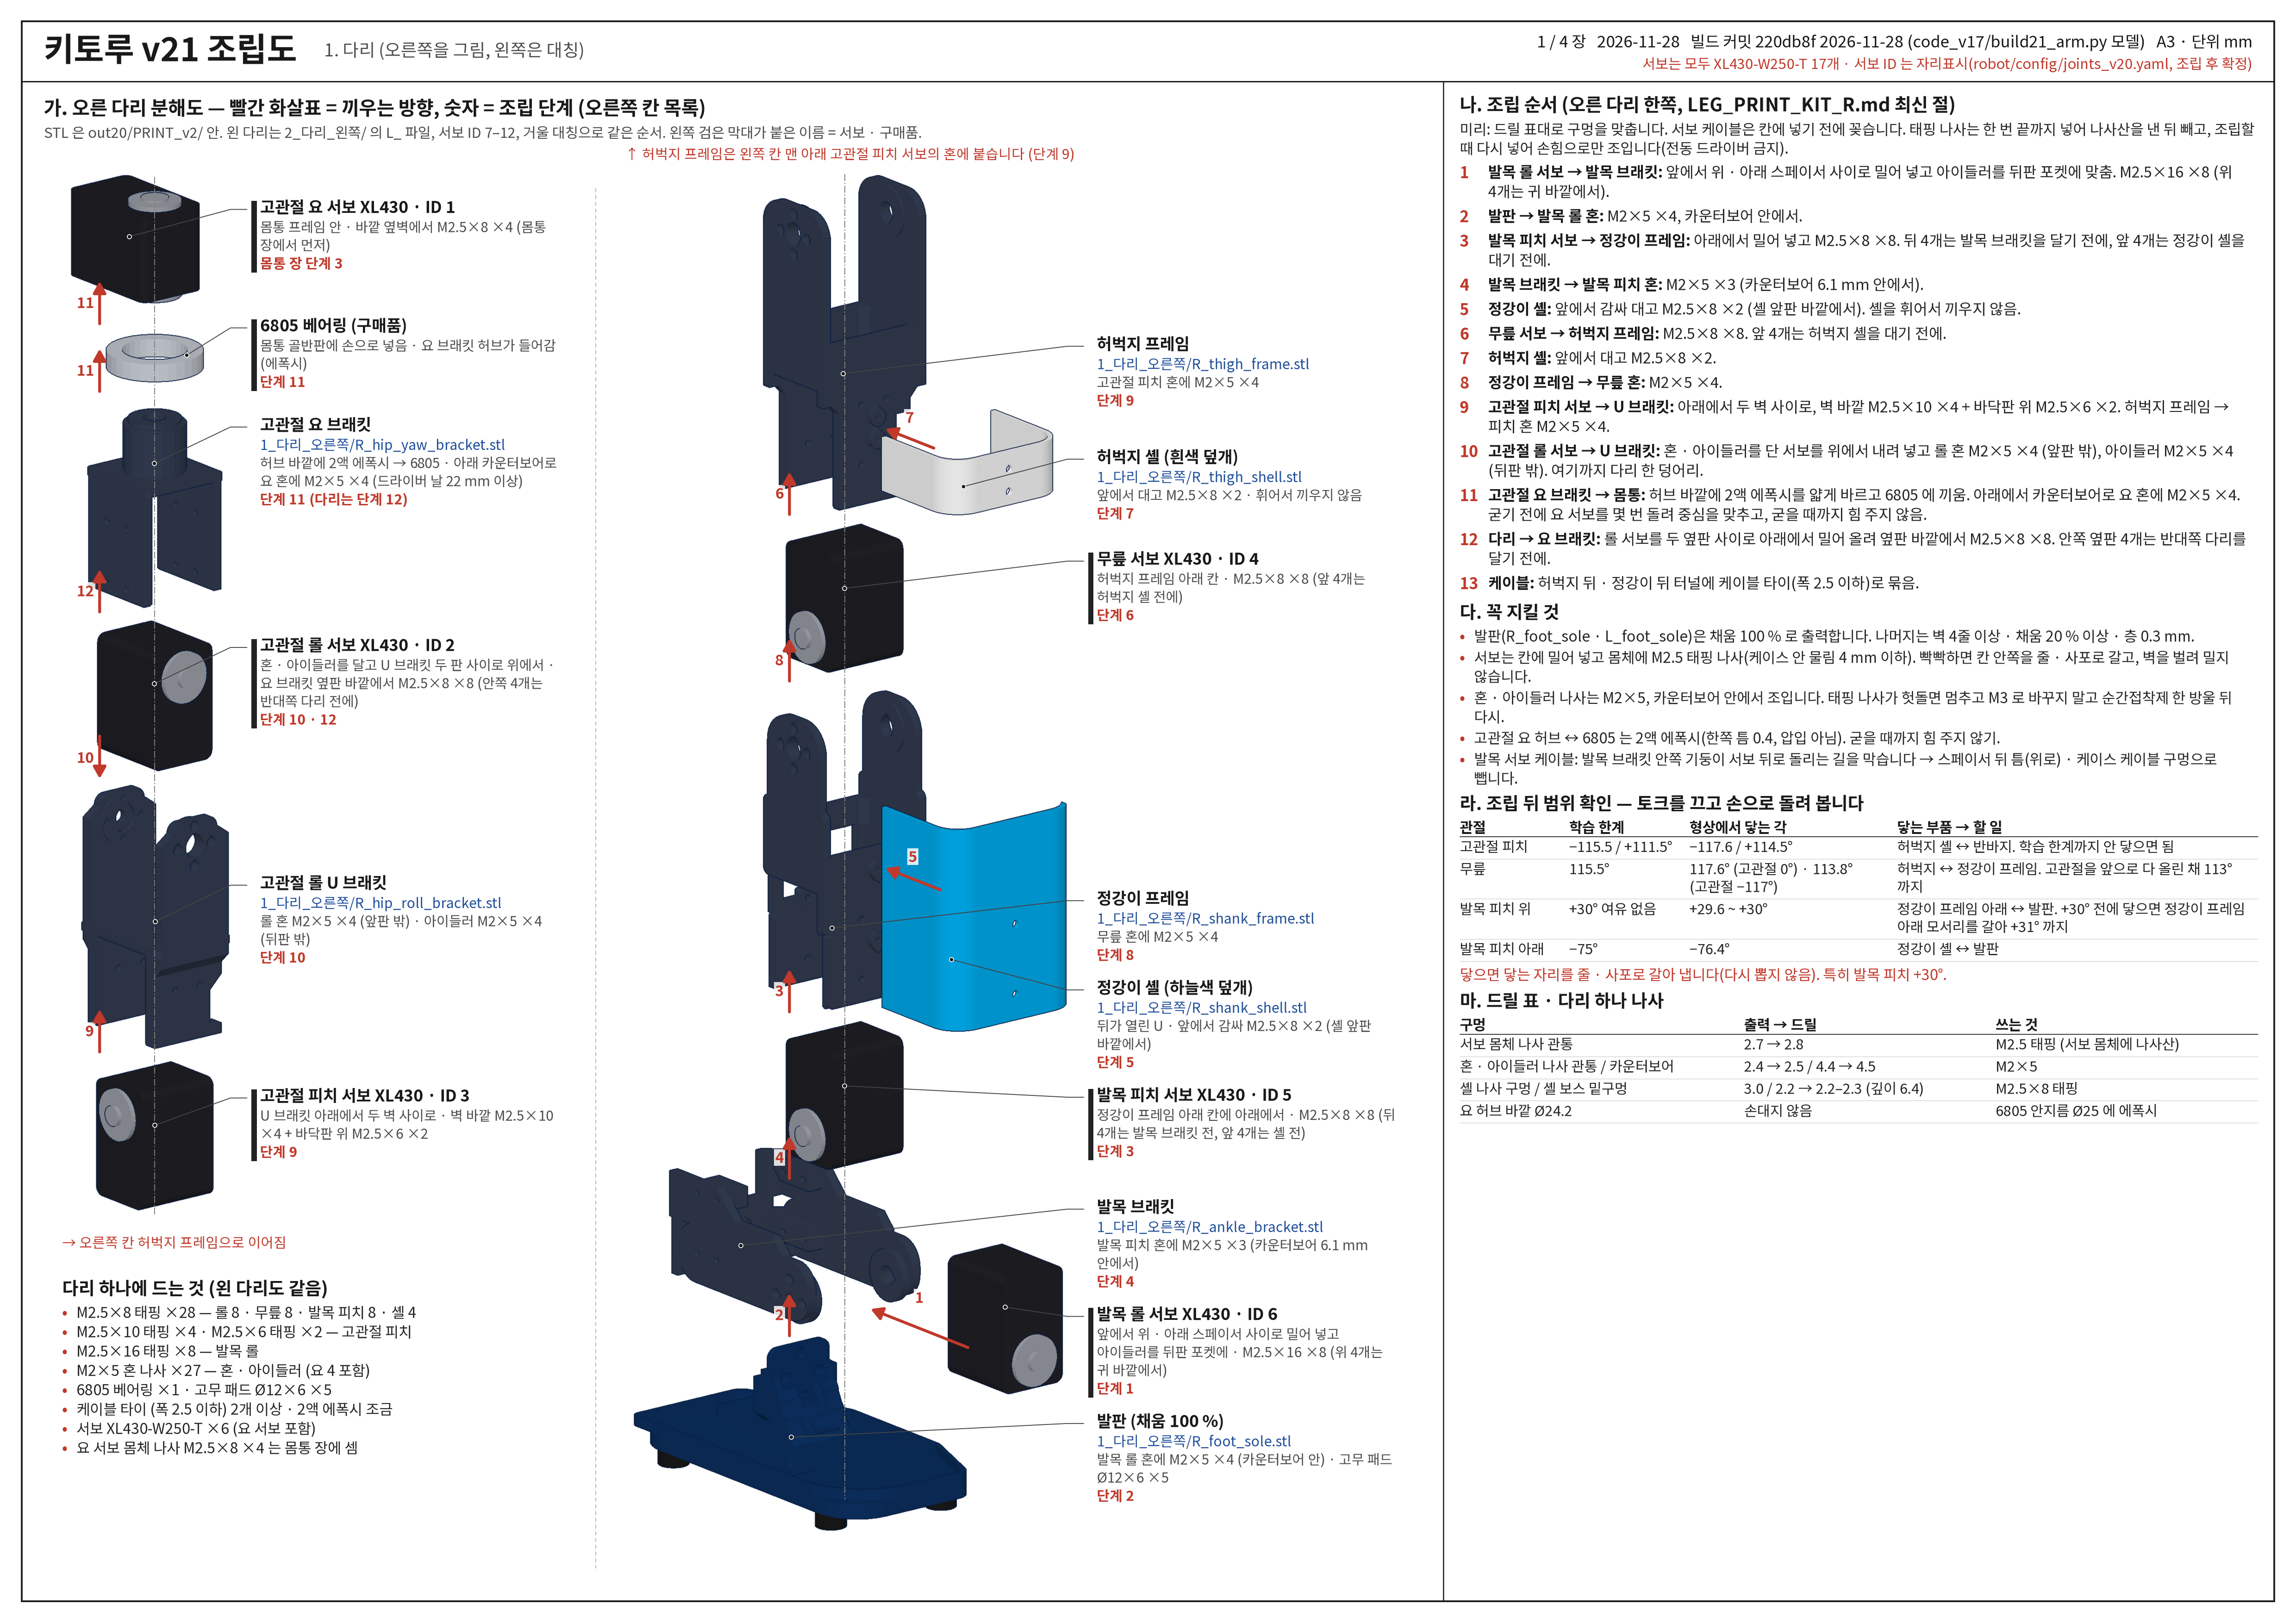 키토루 v21 조립도
1. 다리 (오른쪽을 그림, 왼쪽은 대칭)
1 / 4 장 2026-11-28 빌드 커밋 220db8f 2026-11-28 (code_v17/build21_arm.py 모델) A3 · 단위 mm
서보는 모두 XL430-W250-T 17개 · 서보 ID 는 자리표시(robot/config/joints_v20.yaml, 조립 후 확정)
가. 오른 다리 분해도 — 빨간 화살표 = 끼우는 방향, 숫자 = 조립 단계 (오른쪽 칸 목록)
STL 은 out20/PRINT_v2/ 안. 왼 다리는 2_다리_왼쪽/ 의 L_ 파일, 서보 ID 7–12, 거울 대칭으로 같은 순서. 왼쪽 검은 막대가 붙은 이름 = 서보 · 구매품.
↑ 허벅지 프레임은 왼쪽 칸 맨 아래 고관절 피치 서보의 혼에 붙습니다 (단계 9)
고관절 요 서보 XL430 · ID 1
몸통 프레임 안 · 바깥 옆벽에서 M2.5×8 ×4 (몸통
장에서 먼저)
몸통 장 단계 3
11
6805 베어링 (구매품)
몸통 골반판에 손으로 넣음 · 요 브래킷 허브가 들어감
(에폭시)
단계 11
11
고관절 요 브래킷
1_다리_오른쪽/R_hip_yaw_bracket.stl
허브 바깥에 2액 에폭시 → 6805 · 아래 카운터보어로
요 혼에 M2×5 ×4 (드라이버 날 22 mm 이상)
단계 11 (다리는 단계 12)
12
고관절 롤 서보 XL430 · ID 2
혼 · 아이들러를 달고 U 브래킷 두 판 사이로 위에서 ·
요 브래킷 옆판 바깥에서 M2.5×8 ×8 (안쪽 4개는
반대쪽 다리 전에)
단계 10 · 12
10
고관절 롤 U 브래킷
1_다리_오른쪽/R_hip_roll_bracket.stl
롤 혼 M2×5 ×4 (앞판 밖) · 아이들러 M2×5 ×4
(뒤판 밖)
단계 10
9
고관절 피치 서보 XL430 · ID 3
U 브래킷 아래에서 두 벽 사이로 · 벽 바깥 M2.5×10
×4 + 바닥판 위 M2.5×6 ×2
단계 9
→ 오른쪽 칸 허벅지 프레임으로 이어짐
다리 하나에 드는 것 (왼 다리도 같음)
• M2.5×8 태핑 ×28 — 롤 8 · 무릎 8 · 발목 피치 8 · 셸 4
• M2.5×10 태핑 ×4 · M2.5×6 태핑 ×2 — 고관절 피치
• M2.5×16 태핑 ×8 — 발목 롤
• M2×5 혼 나사 ×27 — 혼 · 아이들러 (요 4 포함)
• 6805 베어링 ×1 · 고무 패드 Ø12×6 ×5
• 케이블 타이 (폭 2.5 이하) 2개 이상 · 2액 에폭시 조금
• 서보 XL430-W250-T ×6 (요 서보 포함)
• 요 서보 몸체 나사 M2.5×8 ×4 는 몸통 장에 셈
허벅지 프레임
1_다리_오른쪽/R_thigh_frame.stl
고관절 피치 혼에 M2×5 ×4
단계 9
7
허벅지 셸 (흰색 덮개)
1_다리_오른쪽/R_thigh_shell.stl
앞에서 대고 M2.5×8 ×2 · 휘어서 끼우지 않음
단계 7
6
무릎 서보 XL430 · ID 4
허벅지 프레임 아래 칸 · M2.5×8 ×8 (앞 4개는
허벅지 셸 전에)
단계 6
8
5
정강이 프레임
1_다리_오른쪽/R_shank_frame.stl
무릎 혼에 M2×5 ×4
단계 8
3
정강이 셸 (하늘색 덮개)
1_다리_오른쪽/R_shank_shell.stl
뒤가 열린 U · 앞에서 감싸 M2.5×8 ×2 (셸 앞판
바깥에서)
단계 5
발목 피치 서보 XL430 · ID 5
정강이 프레임 아래 칸에 아래에서 · M2.5×8 ×8 (뒤
4개는 발목 브래킷 전, 앞 4개는 셸 전)
단계 3
4
발목 브래킷
1_다리_오른쪽/R_ankle_bracket.stl
발목 피치 혼에 M2×5 ×3 (카운터보어 6.1 mm
안에서)
단계 4
1
2
발목 롤 서보 XL430 · ID 6
앞에서 위 · 아래 스페이서 사이로 밀어 넣고
아이들러를 뒤판 포켓에 · M2.5×16 ×8 (위 4개는
귀 바깥에서)
단계 1
발판 (채움 100 %)
1_다리_오른쪽/R_foot_sole.stl
발목 롤 혼에 M2×5 ×4 (카운터보어 안) · 고무 패드
Ø12×6 ×5
단계 2
나. 조립 순서 (오른 다리 한쪽, LEG_PRINT_KIT_R.md 최신 절)
미리: 드릴 표대로 구멍을 맞춥니다. 서보 케이블은 칸에 넣기 전에 꽂습니다. 태핑 나사는 한 번 끝까지 넣어 나사산을 낸 뒤 빼고, 조립할
때 다시 넣어 손힘으로만 조입니다(전동 드라이버 금지).
1 발목 롤 서보 → 발목 브래킷: 앞에서 위 · 아래 스페이서 사이로 밀어 넣고 아이들러를 뒤판 포켓에 맞춤. M2.5×16 ×8 (위
4개는 귀 바깥에서).
2 발판 → 발목 롤 혼: M2×5 ×4, 카운터보어 안에서.
3 발목 피치 서보 → 정강이 프레임: 아래에서 밀어 넣고 M2.5×8 ×8. 뒤 4개는 발목 브래킷을 달기 전에, 앞 4개는 정강이 셸을
대기 전에.
4 발목 브래킷 → 발목 피치 혼: M2×5 ×3 (카운터보어 6.1 mm 안에서).
5 정강이 셸: 앞에서 감싸 대고 M2.5×8 ×2 (셸 앞판 바깥에서). 셸을 휘어서 끼우지 않음.
6 무릎 서보 → 허벅지 프레임: M2.5×8 ×8. 앞 4개는 허벅지 셸을 대기 전에.
7 허벅지 셸: 앞에서 대고 M2.5×8 ×2.
8 정강이 프레임 → 무릎 혼: M2×5 ×4.
9 고관절 피치 서보 → U 브래킷: 아래에서 두 벽 사이로, 벽 바깥 M2.5×10 ×4 + 바닥판 위 M2.5×6 ×2. 허벅지 프레임 →
피치 혼 M2×5 ×4.
10 고관절 롤 서보 → U 브래킷: 혼 · 아이들러를 단 서보를 위에서 내려 넣고 롤 혼 M2×5 ×4 (앞판 밖), 아이들러 M2×5 ×4
(뒤판 밖). 여기까지 다리 한 덩어리.
11 고관절 요 브래킷 → 몸통: 허브 바깥에 2액 에폭시를 얇게 바르고 6805 에 끼움. 아래에서 카운터보어로 요 혼에 M2×5 ×4.
굳기 전에 요 서보를 몇 번 돌려 중심을 맞추고, 굳을 때까지 힘 주지 않음.
12 다리 → 요 브래킷: 롤 서보를 두 옆판 사이로 아래에서 밀어 올려 옆판 바깥에서 M2.5×8 ×8. 안쪽 옆판 4개는 반대쪽 다리를
달기 전에.
13 케이블: 허벅지 뒤 · 정강이 뒤 터널에 케이블 타이(폭 2.5 이하)로 묶음.
다. 꼭 지킬 것
• 발판(R_foot_sole · L_foot_sole)은 채움 100 % 로 출력합니다. 나머지는 벽 4줄 이상 · 채움 20 % 이상 · 층 0.3 mm.
• 서보는 칸에 밀어 넣고 몸체에 M2.5 태핑 나사(케이스 안 물림 4 mm 이하). 빡빡하면 칸 안쪽을 줄 · 사포로 갈고, 벽을 벌려 밀지
않습니다.
• 혼 · 아이들러 나사는 M2×5, 카운터보어 안에서 조입니다. 태핑 나사가 헛돌면 멈추고 M3 로 바꾸지 말고 순간접착제 한 방울 뒤
다시.
• 고관절 요 허브 ↔ 6805 는 2액 에폭시(한쪽 틈 0.4, 압입 아님). 굳을 때까지 힘 주지 않기.
• 발목 서보 케이블: 발목 브래킷 안쪽 기둥이 서보 뒤로 돌리는 길을 막습니다 → 스페이서 뒤 틈(위로) · 케이스 케이블 구멍으로
뺍니다.
라. 조립 뒤 범위 확인 — 토크를 끄고 손으로 돌려 봅니다
관절 학습 한계 형상에서 닿는 각 닿는 부품 → 할 일
고관절 피치 −115.5 / +111.5° −117.6 / +114.5° 허벅지 셸 ↔ 반바지. 학습 한계까지 안 닿으면 됨
무릎 115.5° 117.6° (고관절 0°) · 113.8° 허벅지 ↔ 정강이 프레임. 고관절을 앞으로 다 올린 채 113°
(고관절 −117°) 까지
발목 피치 위 +30° 여유 없음 +29.6 ~ +30° 정강이 프레임 아래 ↔ 발판. +30° 전에 닿으면 정강이 프레임
아래 모서리를 갈아 +31° 까지
발목 피치 아래 −75° −76.4° 정강이 셸 ↔ 발판
닿으면 닿는 자리를 줄 · 사포로 갈아 냅니다(다시 뽑지 않음). 특히 발목 피치 +30°.
마. 드릴 표 · 다리 하나 나사
구멍 출력 → 드릴 쓰는 것
서보 몸체 나사 관통 2.7 → 2.8 M2.5 태핑 (서보 몸체에 나사산)
혼 · 아이들러 나사 관통 / 카운터보어 2.4 → 2.5 / 4.4 → 4.5 M2×5
셸 나사 구멍 / 셸 보스 밑구멍 3.0 / 2.2 → 2.2–2.3 (깊이 6.4) M2.5×8 태핑
요 허브 바깥 Ø24.2 손대지 않음 6805 안지름 Ø25 에 에폭시